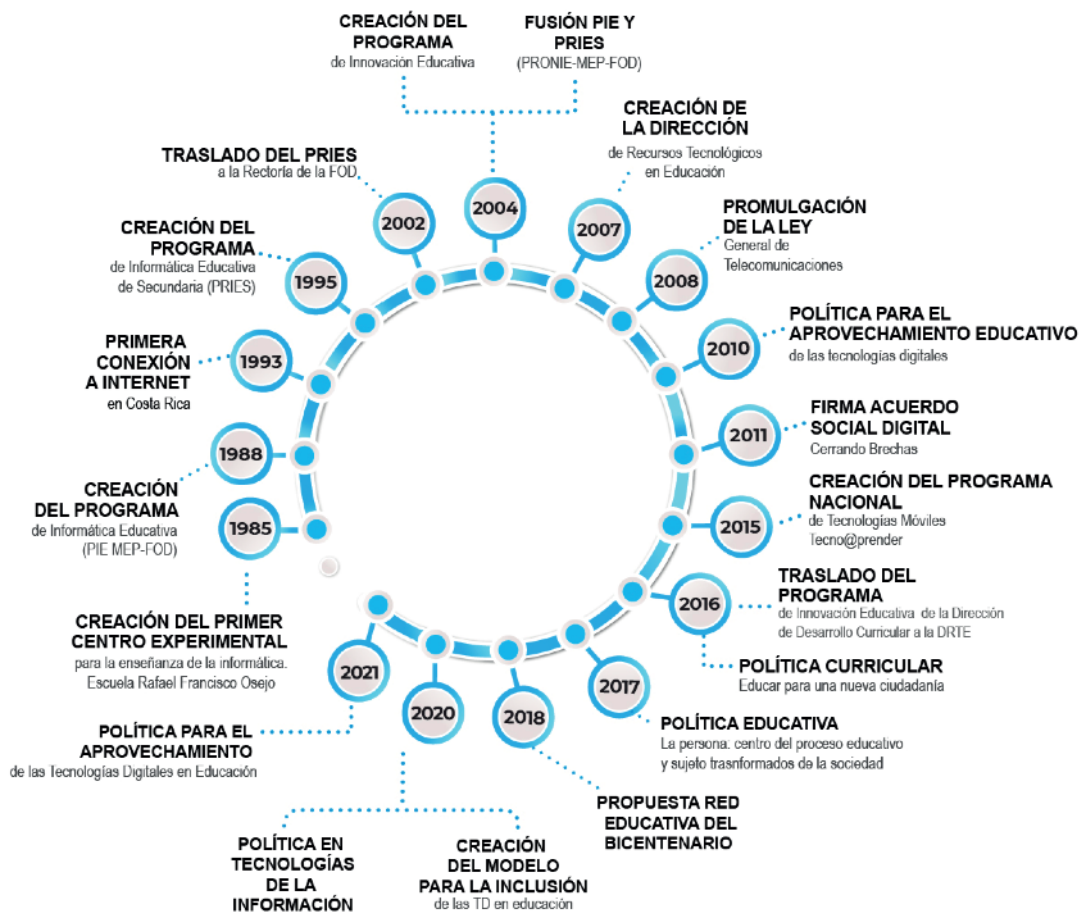 1985
CREACIÓN DEL PRIMER
CENTRO EXPERIMENTAL
para la enseñanza de la informática.
Escuela Rafael Francisco Osejo
1988
CREACIÓN
DEL PROGRAMA
de Informática Educativa
(PIE MEP-FOD)
1993
PRIMERA
CONEXIÓN
A INTERNET
en Costa Rica
1995
CREACIÓN DEL
PROGRAMA
de Informática Educativa
de Secundaria (PRIES)
2002
TRASLADO DEL PRIES
a la Rectoría de la FOD
2004
CREACIÓN DEL
PROGRAMA
de Innovación Educativa
FUSIÓN PIE Y
PRIES
(PRONIE-MEP-FOD)
2007
CREACIÓN DE
LA DIRECCIÓN
de Recursos Tecnológicos
en Educación
2008
PROMULGACIÓN
DE LA LEY
General de
Telecomunicaciones
2010
POLÍTICA PARA EL
APROVECHAMIENTO EDUCATIVO
de las tecnologías digitales
2011
FIRMA ACUERDO
SOCIAL DIGITAL
Cerrando Brechas
2015
CREACIÓN DEL PROGRAMA
NACIONAL
de Tecnologías Móviles
Tecno@prender
2016
TRASLADO DEL
PROGRAMA
de Innovación Educativa de la Dirección
de Desarrollo Curricular a la DRTE
POLÍTICA CURRICULAR
Educar para una nueva ciudadanía
2017
POLÍTICA EDUCATIVA
La persona: centro del proceso educativo
y sujeto trasnformados de la sociedad
2018
PROPUESTA RED
EDUCATIVA DEL
BICENTENARIO
2020
POLÍTICA EN
TECNOLOGÍAS
DE LA
INFORMACIÓN
CREACIÓN
DEL MODELO
PARA LA INCLUSIÓN
de las TD en educación
2021
POLÍTICA PARA EL
APROVECHAMIENTO
de las Tecnologías Digitales en Educación